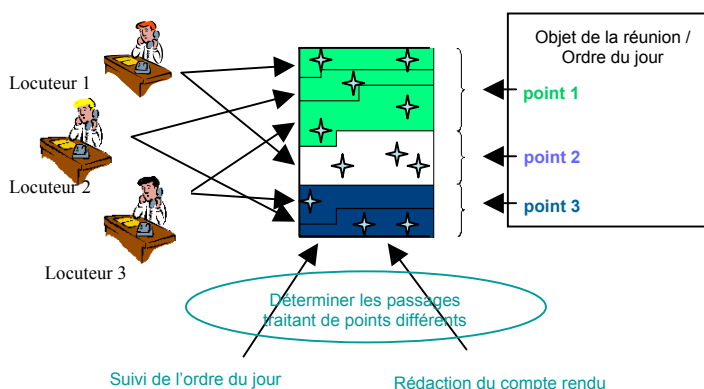 Objet de la réunion /
Ordre du jour
Locuteur 1
point 1
point 2
Locuteur 2
point 3
Locuteur 3
Déterminer les passages
traitant de points différents
Suivi de l'ordre du jour
Rédaction du compte rendu